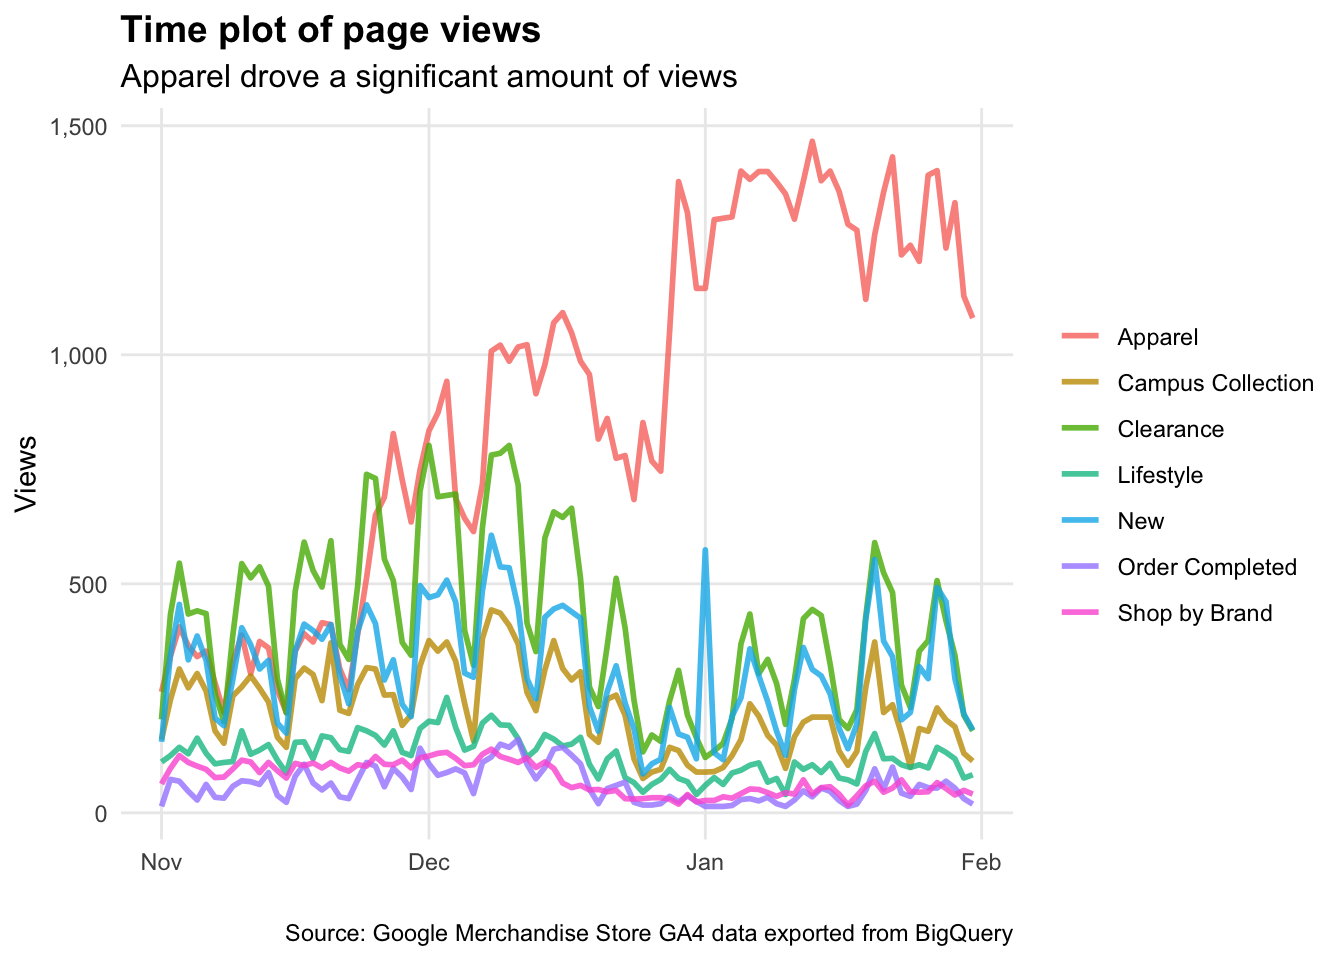 Time plot of page views
Apparel drove a significant amount of views
1,500
1,000
500
0
Views
Nov
Dec
Jan
Feb
Apparel
Campus Collection
Clearance
Lifestyle
New
Order Completed
Shop by Brand
Source: Google Merchandise Store GA4 data exported from BigQuery